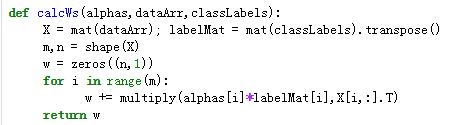 def calcWs(alphas,dataArr,classLabels):
    X = mat(dataArr); labelMat = mat(classLabels).transpose()
    m,n = shape(X)
    w = zeros((n,1))
    for i in range(m):
        w += multiply(alphas[i]*labelMat[i],X[i,:].T)
    return w